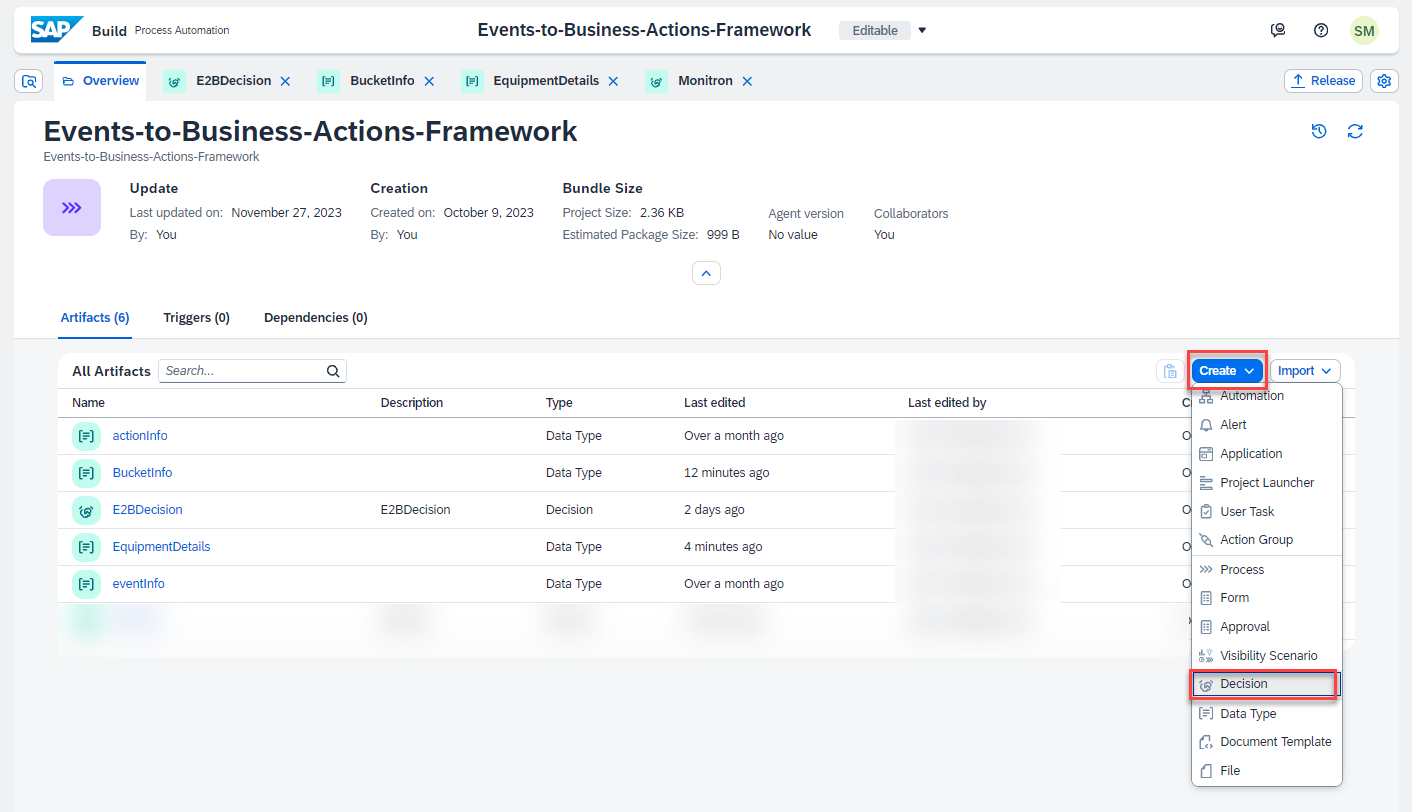 SAP Build Process Automation
Events-to-Business-Actions-Framework Editable
SM
Overview E2BDecision BucketInfo EquipmentDetails Monitron Release
Events-to-Business-Actions-Framework
Events-to-Business-Actions-Framework
Update Creation Bundle Size
Last updated on: November 27, 2023 Created on: October 9, 2023 Project Size: 2.36 KB Agent version Collaborators
By: You By: You Estimated Package Size: 999 B No value You
Artifacts (6) Triggers (0) Dependencies (0)
All Artifacts Search... Create Import
Name Description Type Last edited Last edited by
actionInfo Data Type Over a month ago
BucketInfo Data Type 12 minutes ago
E2BDecision E2BDecision Decision 2 days ago
EquipmentDetails Data Type 4 minutes ago
eventInfo Data Type Over a month ago
Automation
Alert
Application
Project Launcher
User Task
Action Group
Process
Form
Approval
Visibility Scenario
Decision
Data Type
Document Template
File